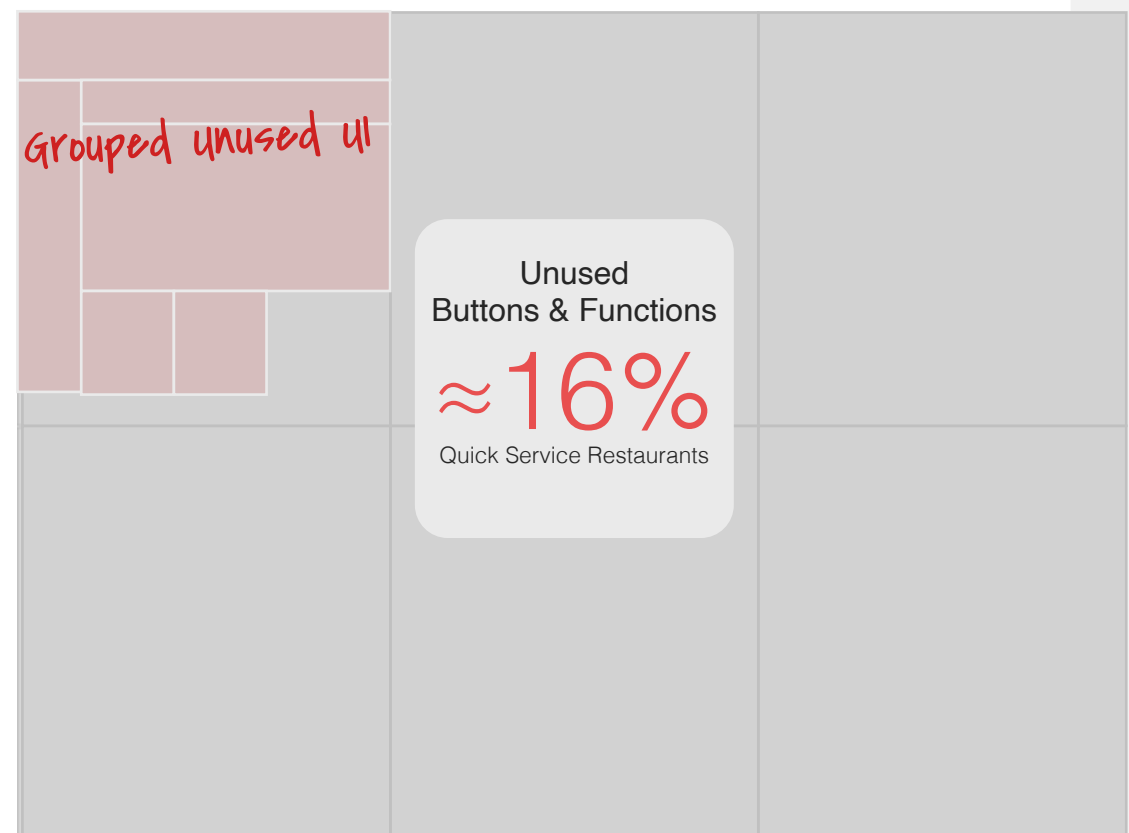 Grouped unused UI
Unused
Buttons & Functions
≈16%
Quick Service Restaurants